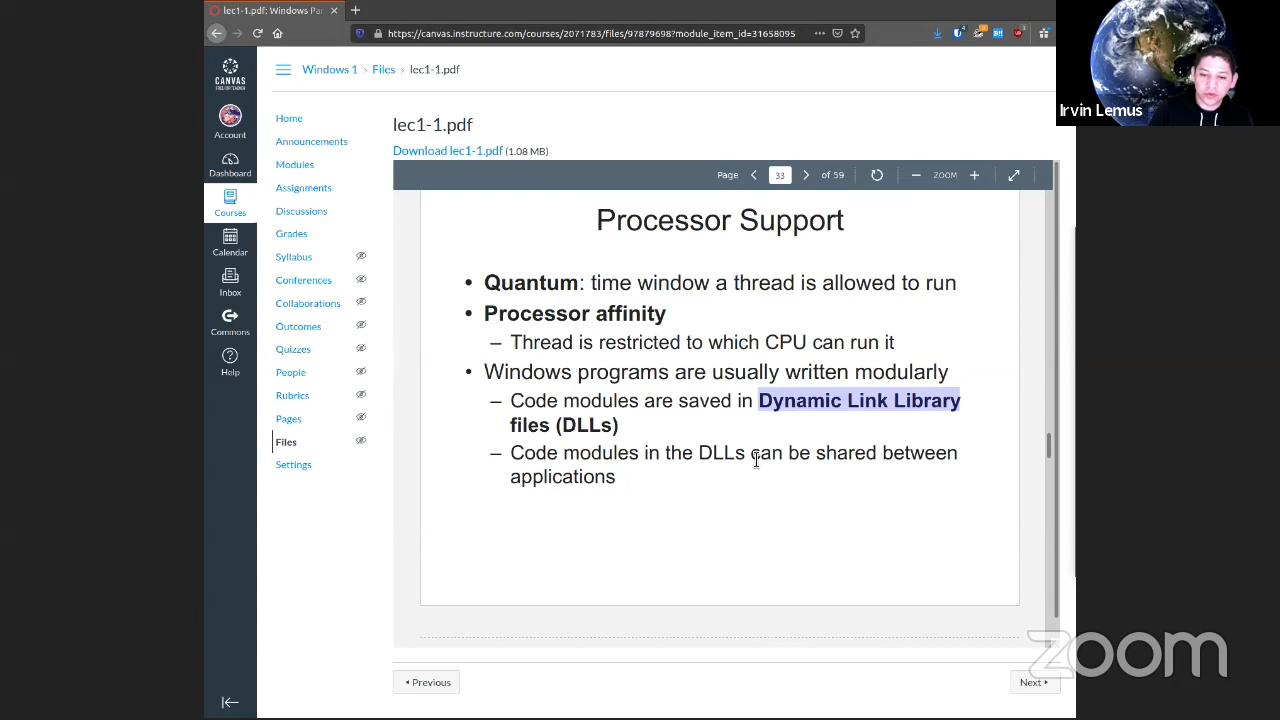 lec1-1.pdf: Windows Par
https://canvas.instructure.com/courses/2071783/files/97879698?module_item_id=31658095
Irvin Lemus
CANVAS
Account
Dashboard
Courses
Calendar
Inbox
Commons
Help
Windows 1 > Files > lec1-1.pdf
Home
Announcements
Modules
Assignments
Discussions
Grades
Syllabus
Conferences
Collaborations
Outcomes
Quizzes
People
Rubrics
Pages
Files
Settings
lec1-1.pdf
Download lec1-1.pdf (1.08 MB)
Page 33 of 59 ZOOM
Processor Support
• Quantum: time window a thread is allowed to run
• Processor affinity
– Thread is restricted to which CPU can run it
• Windows programs are usually written modularly
– Code modules are saved in Dynamic Link Library
files (DLLs)
– Code modules in the DLLs can be shared between
applications
Previous
Next
zoom